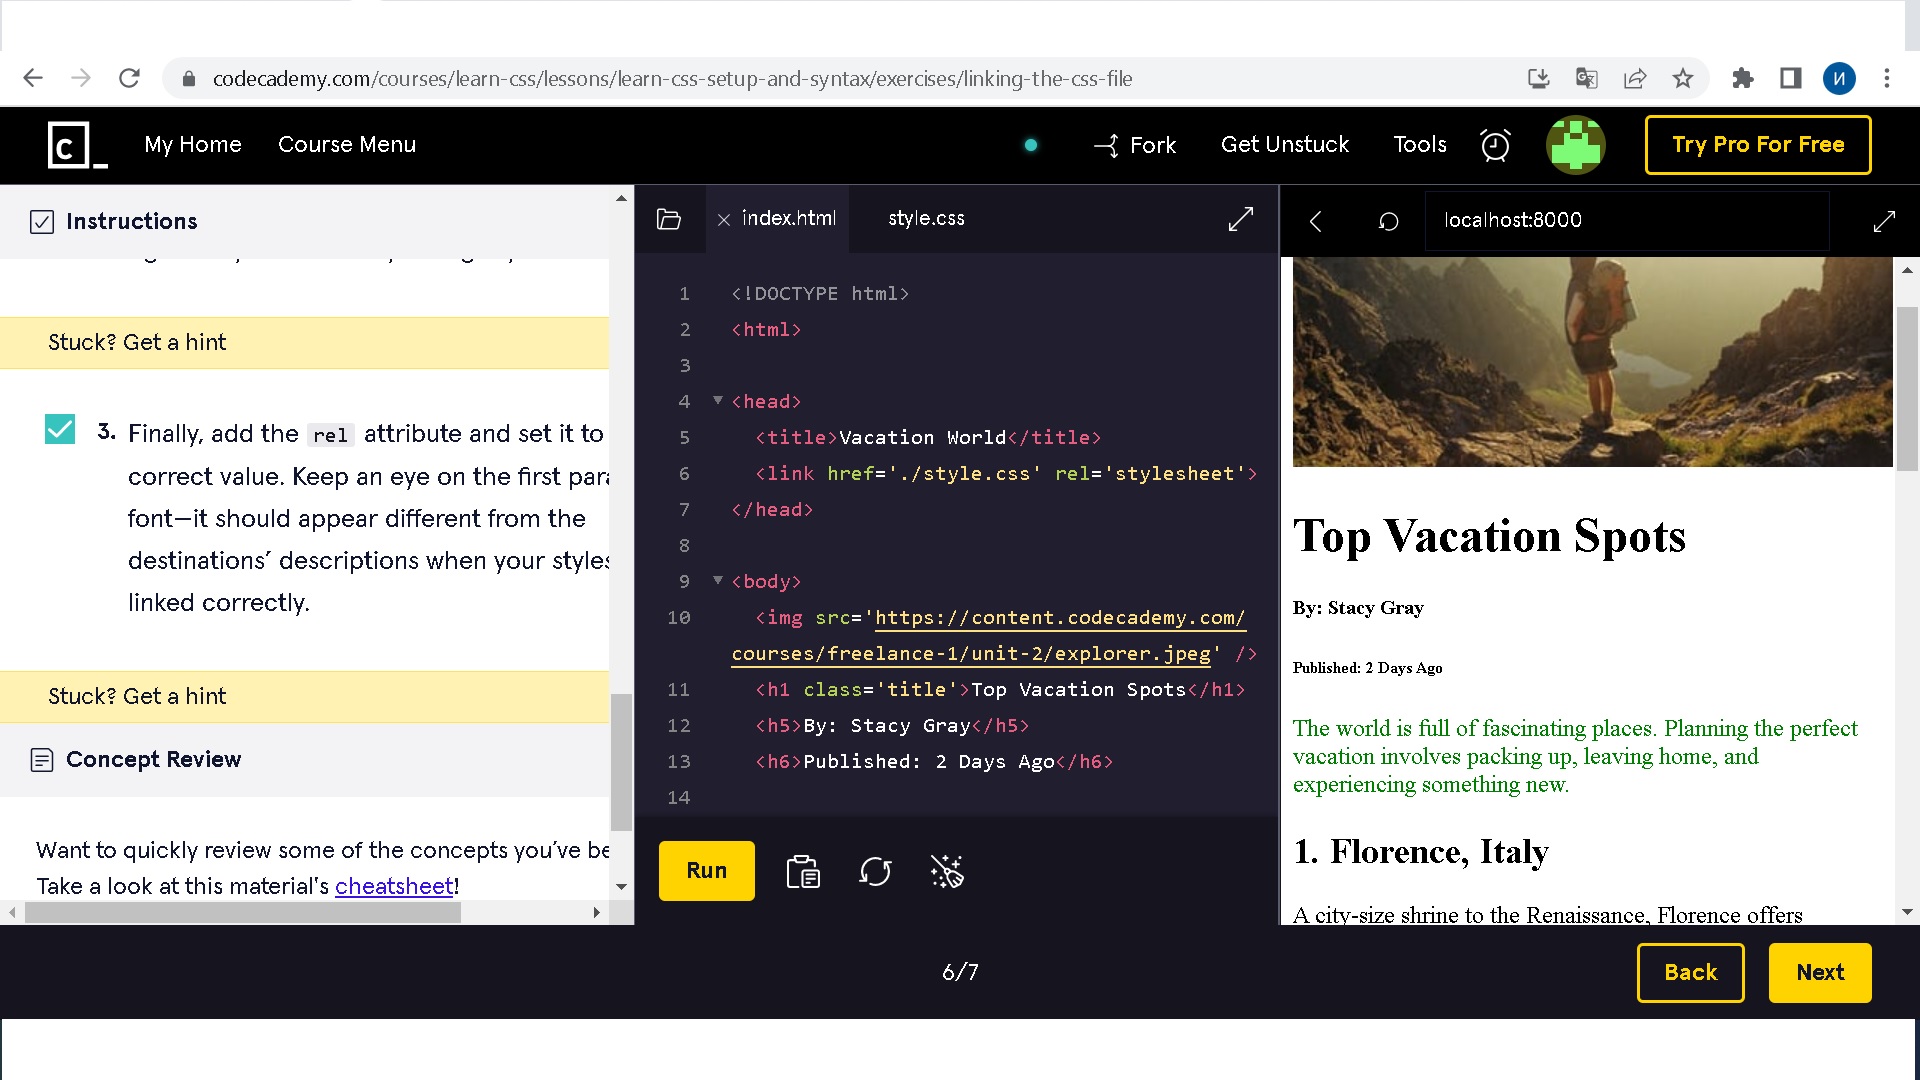 codecademy.com/courses/learn-css/lessons/learn-css-setup-and-syntax/exercises/linking-the-css-file
И
c_
My Home
Course Menu
Fork
Get Unstuck
Tools
Try Pro For Free
Instructions
Stuck? Get a hint
3. Finally, add the rel attribute and set it to
correct value. Keep an eye on the first para
font—it should appear different from the
destinations’ descriptions when your styles
linked correctly.
Stuck? Get a hint
Concept Review
Want to quickly review some of the concepts you’ve be
Take a look at this material's cheatsheet!
index.html
style.css
1 <!DOCTYPE html>
2 <html>
3
4 <head>
5 <title>Vacation World</title>
6 <link href='./style.css' rel='stylesheet'>
7 </head>
8
9 <body>
10 <img src='https://content.codecademy.com/
courses/freelance-1/unit-2/explorer.jpeg' />
11 <h1 class='title'>Top Vacation Spots</h1>
12 <h5>By: Stacy Gray</h5>
13 <h6>Published: 2 Days Ago</h6>
14
Run
localhost:8000
Top Vacation Spots
By: Stacy Gray
Published: 2 Days Ago
The world is full of fascinating places. Planning the perfect
vacation involves packing up, leaving home, and
experiencing something new.
1. Florence, Italy
A city-size shrine to the Renaissance, Florence offers
6/7
Back
Next